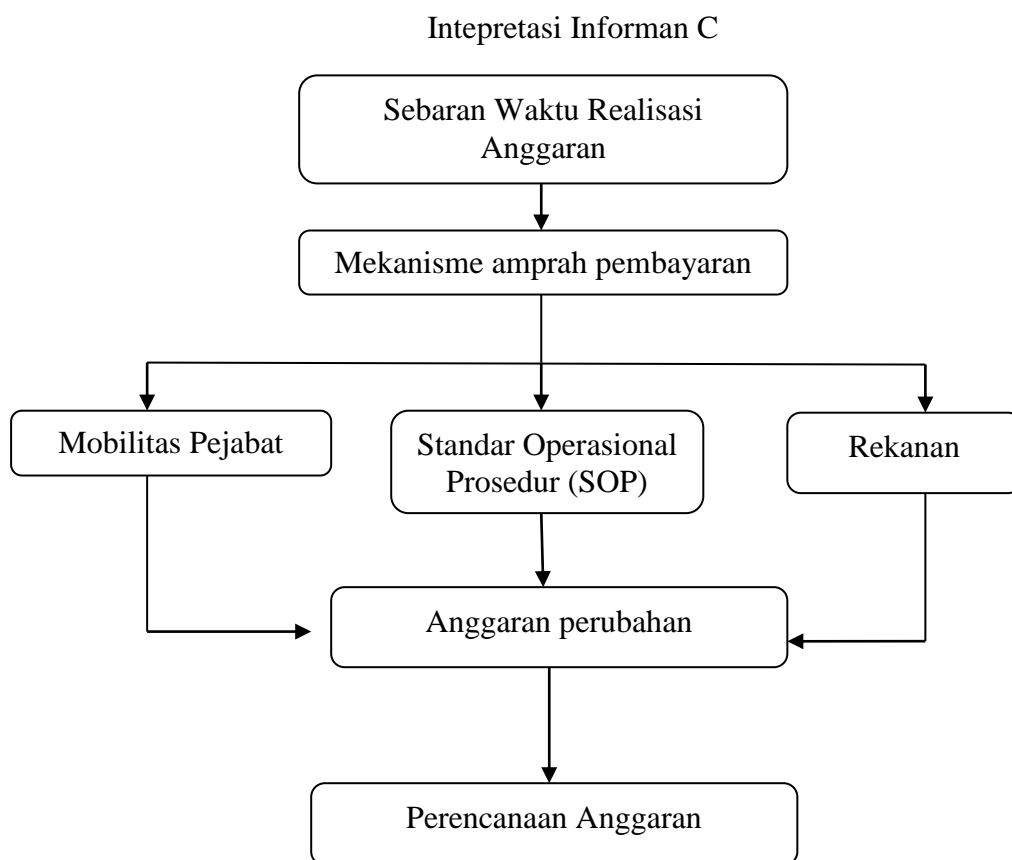 Intepretasi Informan C
Sebaran Waktu Realisasi
Anggaran
Mekanisme amprah pembayaran
Mobilitas Pejabat
Standar Operasional
Prosedur (SOP)
Rekanan
Anggaran perubahan
Perencanaan Anggaran